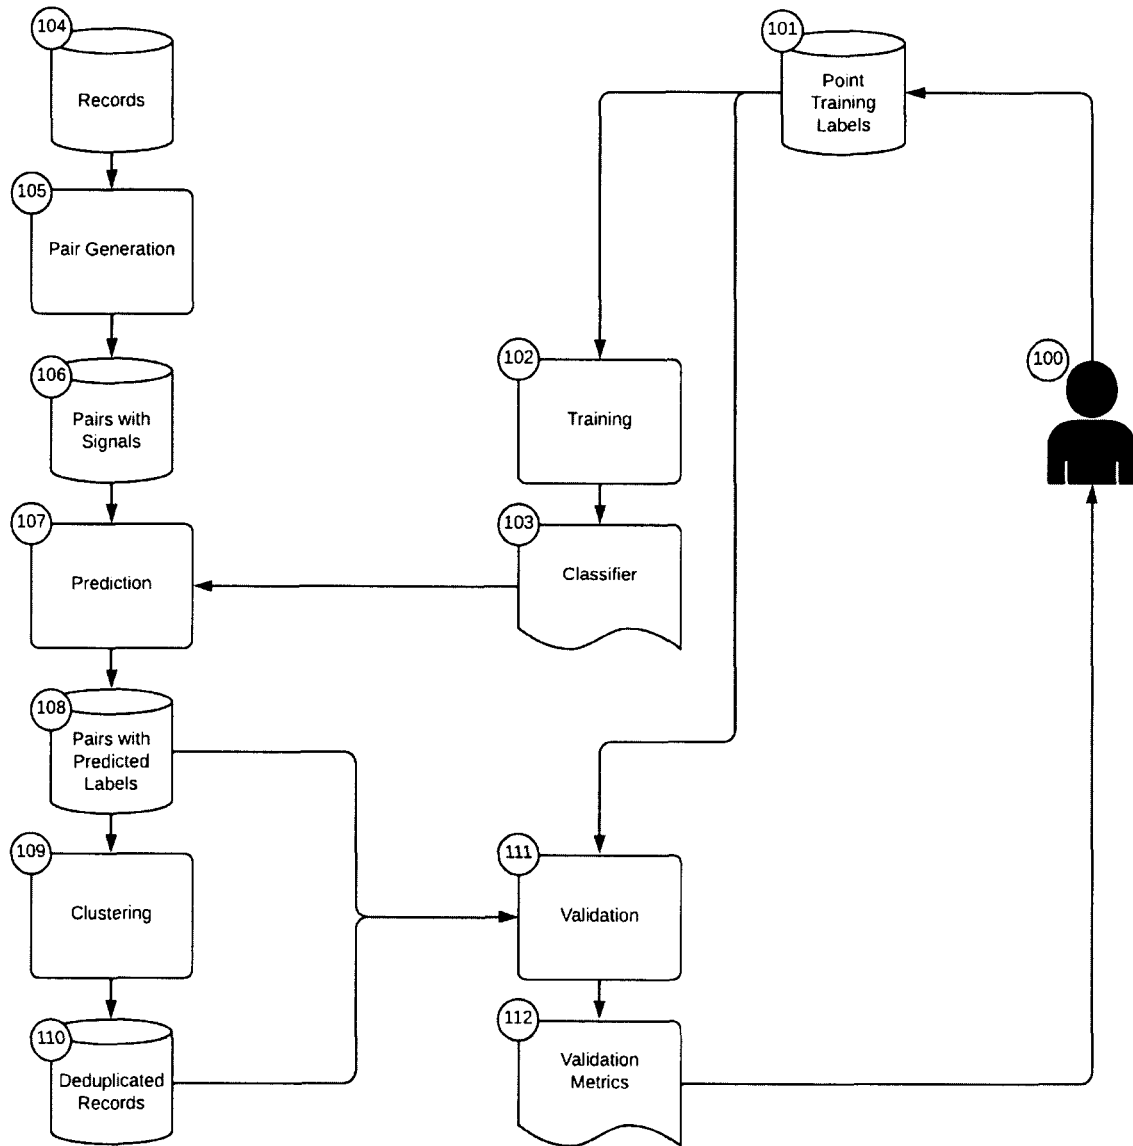 104
Records
105
Pair Generation
106
Pairs with
Signals
107
Prediction
108
Pairs with
Predicted
Labels
109
Clustering
110
Deduplicated
Records
101
Point
Training
Labels
102
Training
103
Classifier
111
Validation
112
Validation
Metrics
100